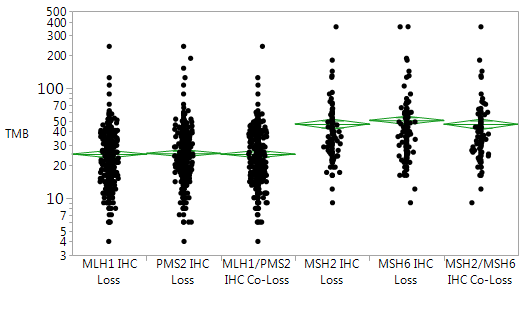 500
400
300
200
100
70
50
40
30
20
10
7
5
4
3
TMB
MLH1 IHC Loss
PMS2 IHC Loss
MLH1/PMS2 IHC Co-Loss
MSH2 IHC Loss
MSH6 IHC Loss
MSH2/MSH6 IHC Co-Loss